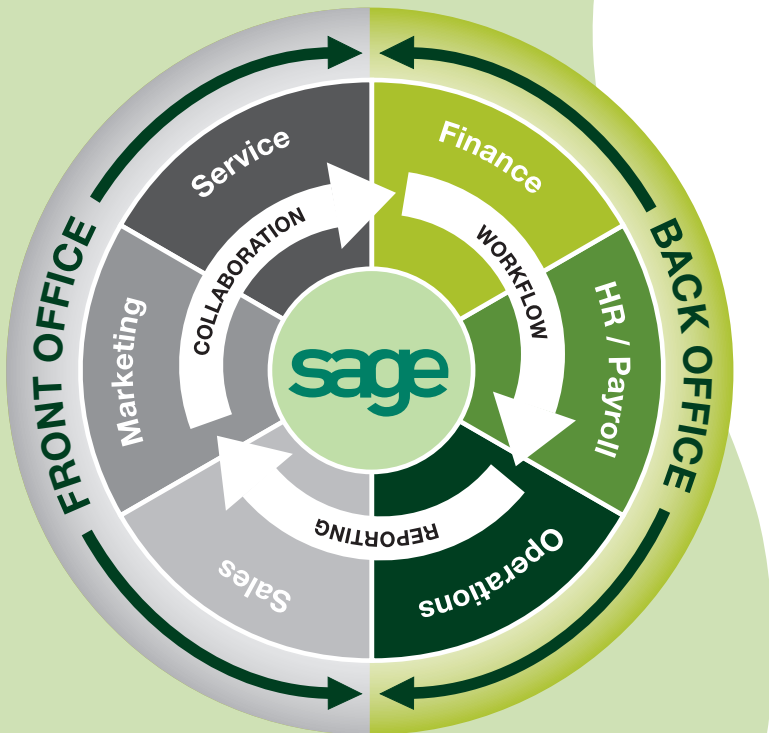 FRONT OFFICE
BACK OFFICE
Service
Finance
HR / Payroll
Operations
Sales
Marketing
COLLABORATION
WORKFLOW
REPORTING
sage